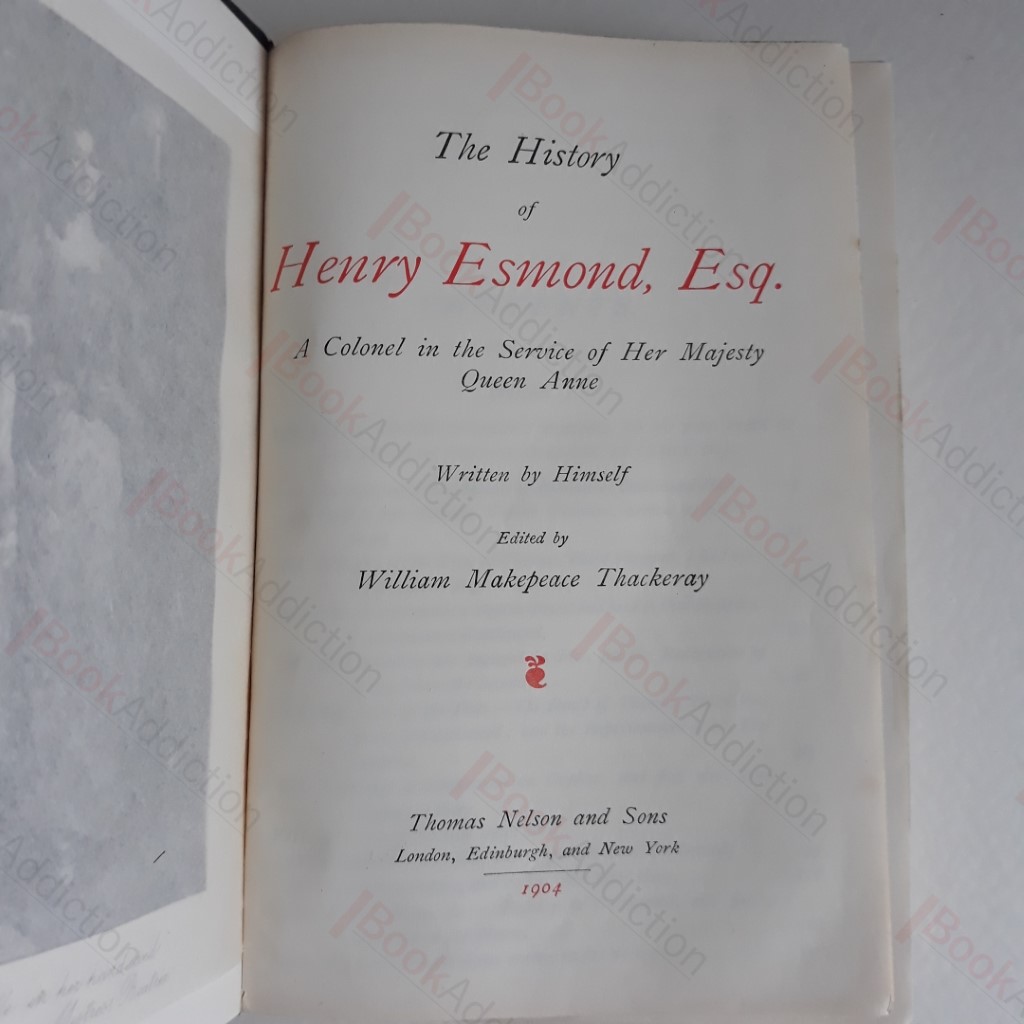 The History
of
Henry Esmond, Esq.
A Colonel in the Service of Her Majesty
Queen Anne
Written by Himself
Edited by
William Makepeace Thackeray
Thomas Nelson and Sons
London, Edinburgh, and New York
1904
BookAddiction